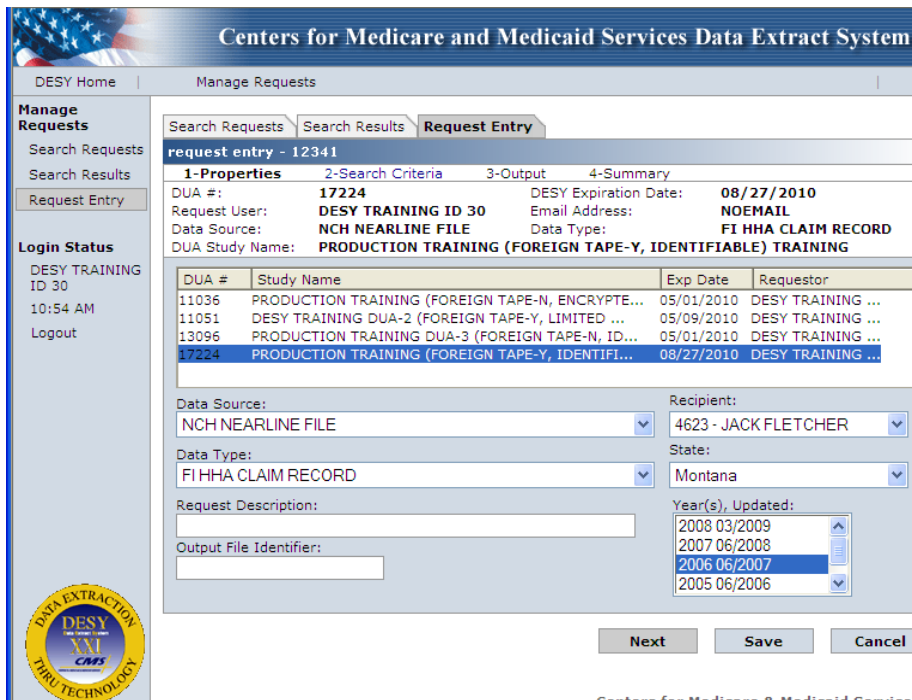 Centers for Medicare and Medicaid Services Data Extract System
DESY Home | Manage Requests |
Manage Requests
Search Requests
Search Results
Request Entry
Login Status
DESY TRAINING ID 30
10:54 AM
Logout
Search Requests Search Results Request Entry
request entry - 12341
1-Properties 2-Search Criteria 3-Output 4-Summary
DUA #: 17224 DESY Expiration Date: 08/27/2010
Request User: DESY TRAINING ID 30 Email Address: NOEMAIL
Data Source: NCH NEARLINE FILE Data Type: FI HHA CLAIM RECORD
DUA Study Name: PRODUCTION TRAINING (FOREIGN TAPE-Y, IDENTIFIABLE) TRAINING
DUA # Study Name Exp Date Requestor
11036 PRODUCTION TRAINING (FOREIGN TAPE-N, ENCRYPTE... 05/01/2010 DESY TRAINING ...
11051 DESY TRAINING DUA-2 (FOREIGN TAPE-Y, LIMITED ... 05/09/2010 DESY TRAINING ...
13096 PRODUCTION TRAINING DUA-3 (FOREIGN TAPE-N, ID... 05/01/2010 DESY TRAINING ...
17224 PRODUCTION TRAINING (FOREIGN TAPE-Y, IDENTIFI... 08/27/2010 DESY TRAINING ...
Data Source: Recipient:
NCH NEARLINE FILE 4623 - JACK FLETCHER
Data Type: State:
FI HHA CLAIM RECORD Montana
Request Description: Year(s), Updated:
2008 03/2009
2007 06/2008
Output File Identifier:
2006 06/2007
2005 06/2006
DATA EXTRACTION
DESY
Data Extract System
XXI
CMS
THRU TECHNOLOGY
Next Save Cancel